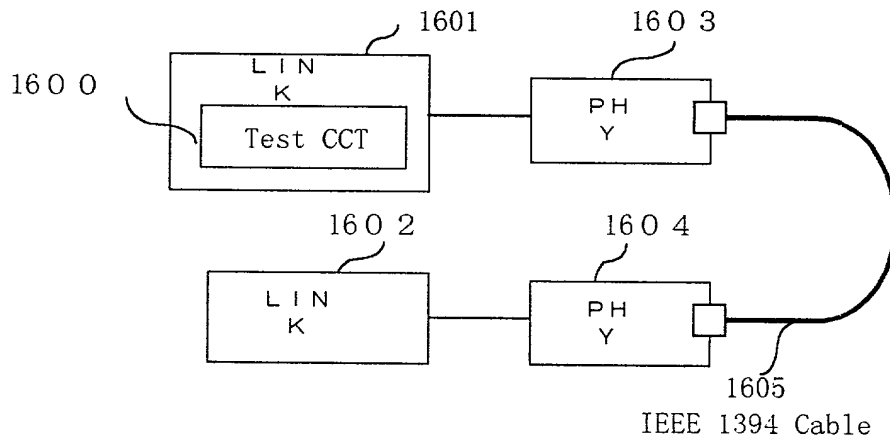 1601
1603
1600
LIN
K
PH
Y
Test CCT
1602
1604
LIN
K
PH
Y
1605
IEEE 1394 Cable